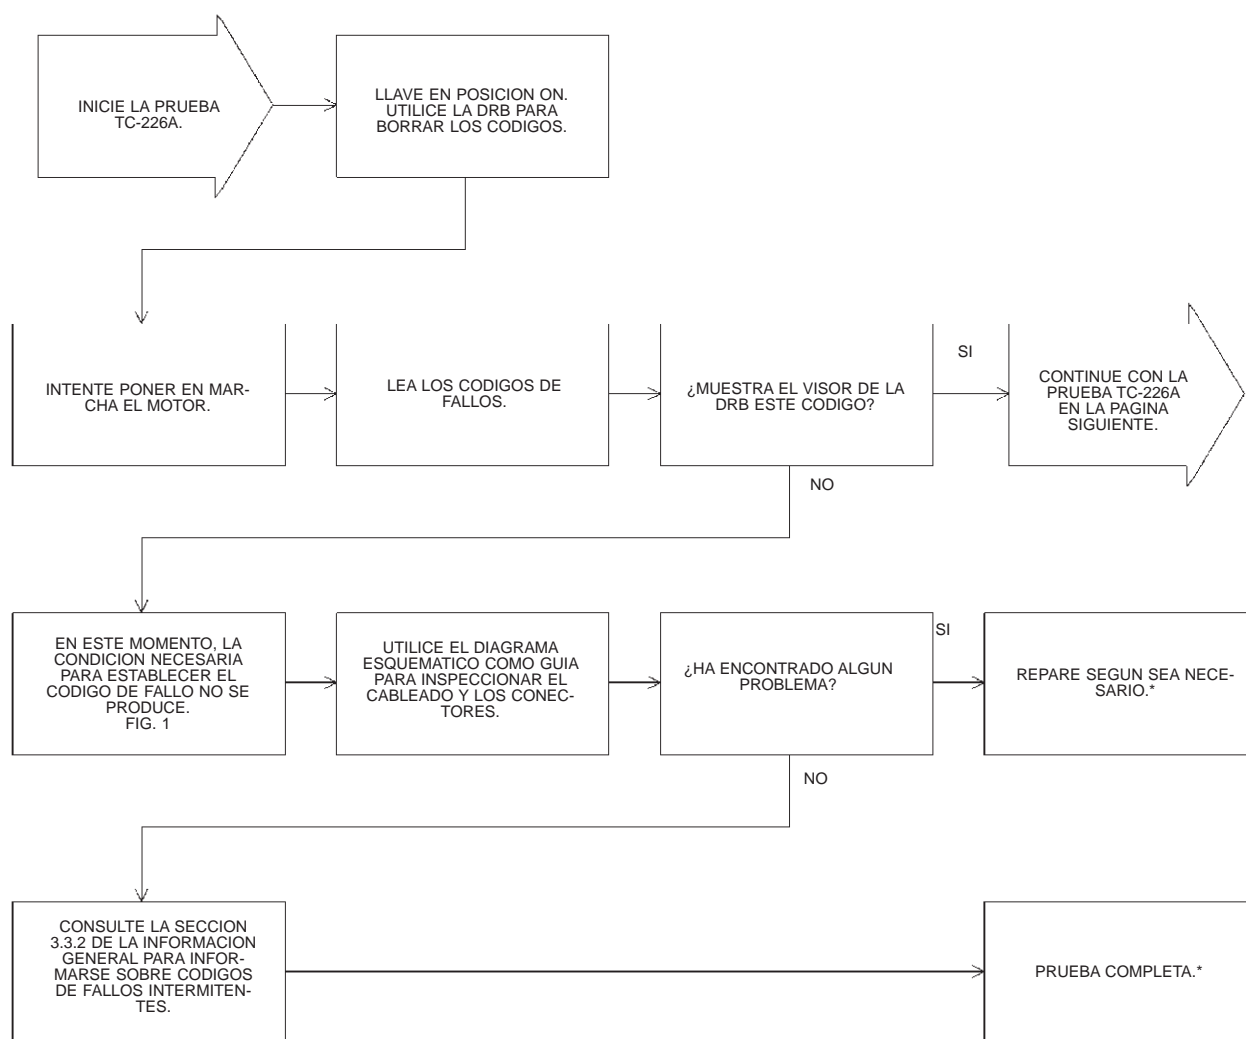 INICIE LA PRUEBA
TC-226A.
LLAVE EN POSICION ON.
UTILICE LA DRB PARA
BORRAR LOS CODIGOS.
INTENTE PONER EN MAR-
CHA EL MOTOR.
LEA LOS CODIGOS DE
FALLOS.
¿MUESTRA EL VISOR DE LA
DRB ESTE CODIGO?
SI
CONTINUE CON LA
PRUEBA TC-226A
EN LA PAGINA
SIGUIENTE.
NO
EN ESTE MOMENTO, LA
CONDICION NECESARIA
PARA ESTABLECER EL
CODIGO DE FALLO NO SE
PRODUCE.
FIG. 1
UTILICE EL DIAGRAMA
ESQUEMATICO COMO GUIA
PARA INSPECCIONAR EL
CABLEADO Y LOS CONEC-
TORES.
¿HA ENCONTRADO ALGUN
PROBLEMA?
SI
REPARE SEGUN SEA NECE-
SARIO.*
NO
CONSULTE LA SECCION
3.3.2 DE LA INFORMACION
GENERAL PARA INFOR-
MARSE SOBRE CODIGOS
DE FALLOS INTERMITEN-
TES.
PRUEBA COMPLETA.*